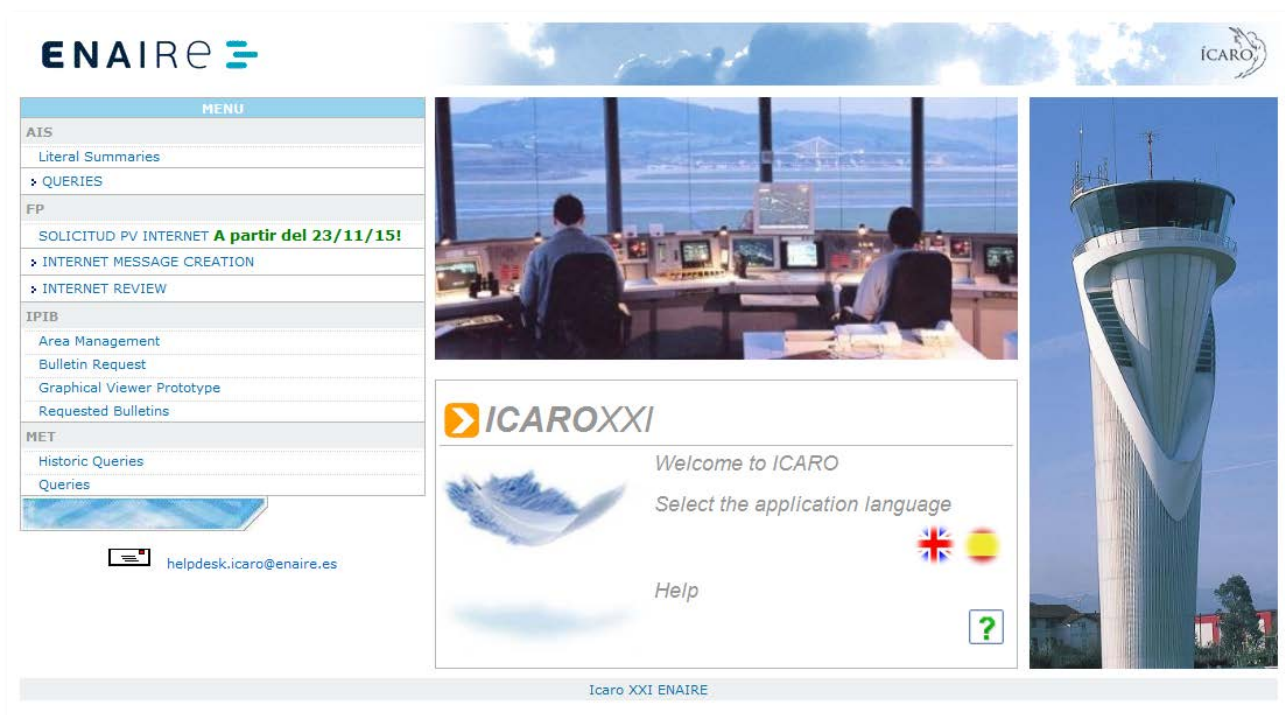 ENAIRe
ÍCARO
MENU
AIS
Literal Summaries
QUERIES
FP
SOLICITUD PV INTERNET A partir del 23/11/15!
INTERNET MESSAGE CREATION
INTERNET REVIEW
IPIB
Area Management
Bulletin Request
Graphical Viewer Prototype
Requested Bulletins
MET
Historic Queries
Queries
helpdesk.icaro@enaire.es
ICAROXXI
Welcome to ICARO
Select the application language
Help
?
Icaro XXI ENAIRE